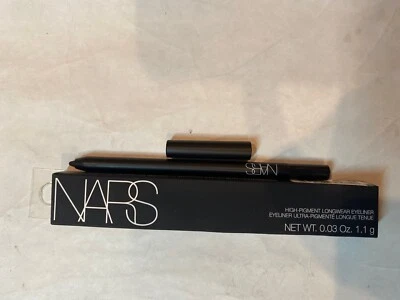 NARS
NARS
HIGH-PIGMENT LONGWEAR EYELINER
EYELINER ULTRA-PIGMENTÉ LONGUE TENUE
NET WT. 0.03 Oz. 1.1 g